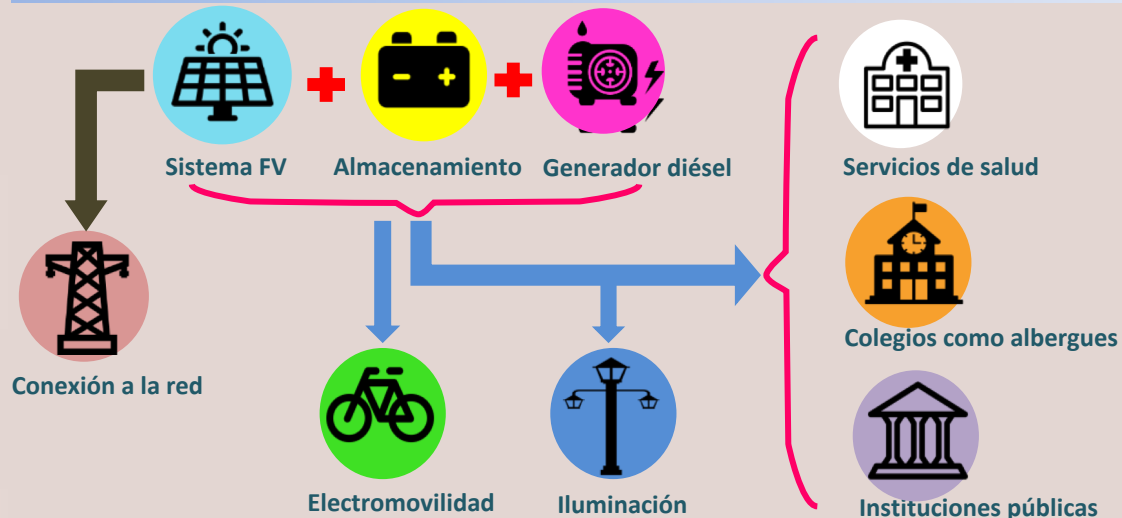 Sistema FV
Almacenamiento
Generador diésel
Servicios de salud
Conexión a la red
Colegios como albergues
Electromovilidad
Iluminación
Instituciones públicas